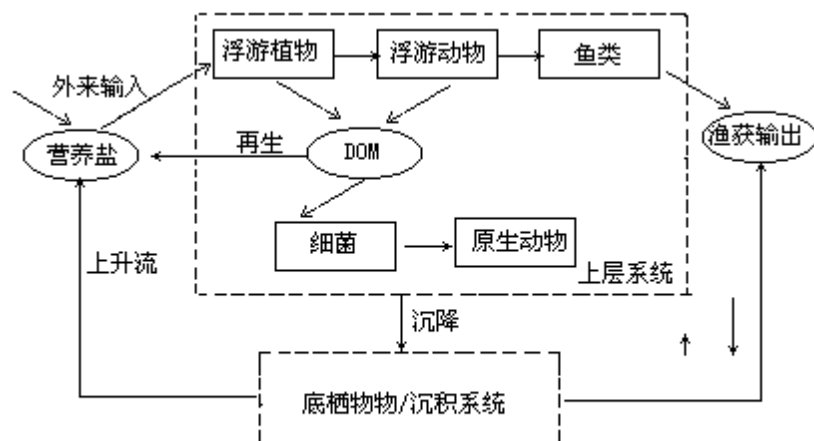 浮游植物
浮游动物
鱼类
外来输入
营养盐
再生
DOM
渔获输出
细菌
原生动物
上升流
上层系统
沉降
底栖物物/沉积系统